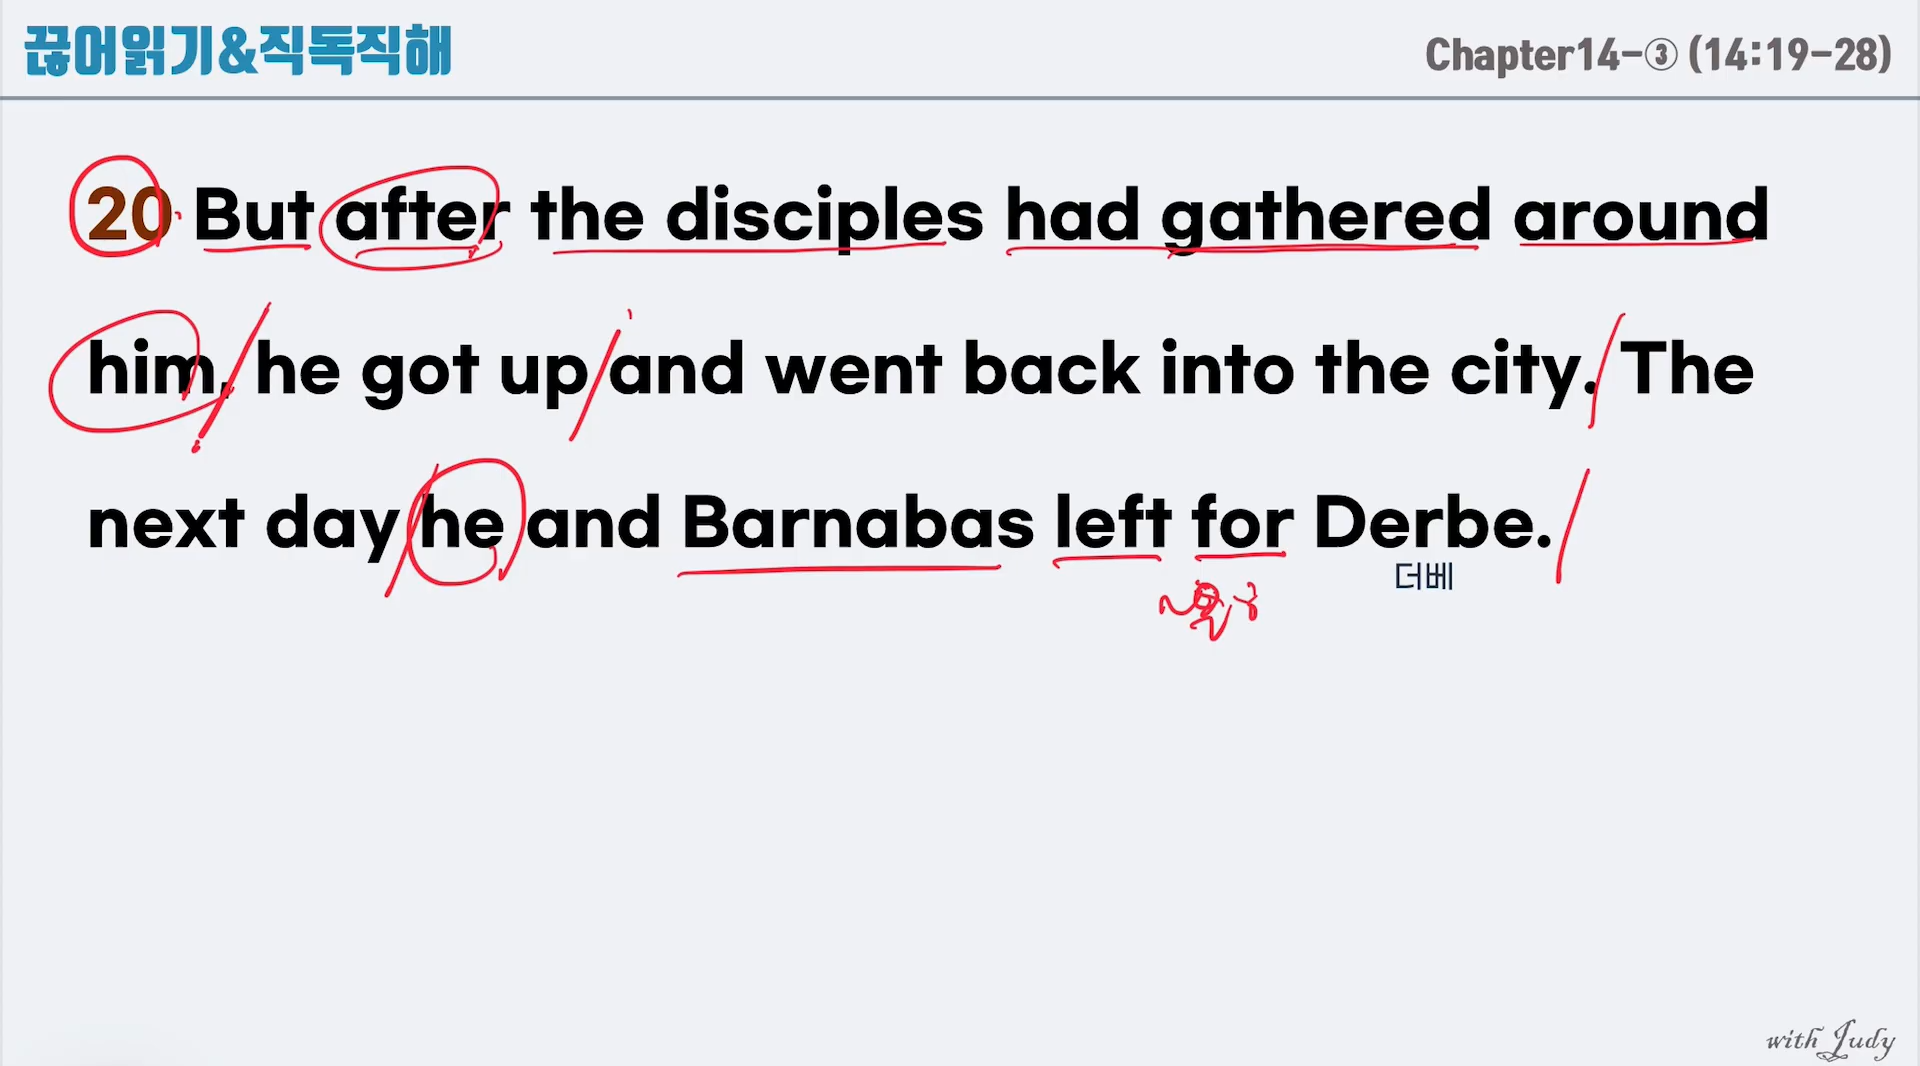 끊어읽기&직독직해
Chapter14-③ (14:19-28)
20 But after the disciples had gathered around
him, he got up and went back into the city. The
next day he and Barnabas left for Derbe.
더베
with Judy